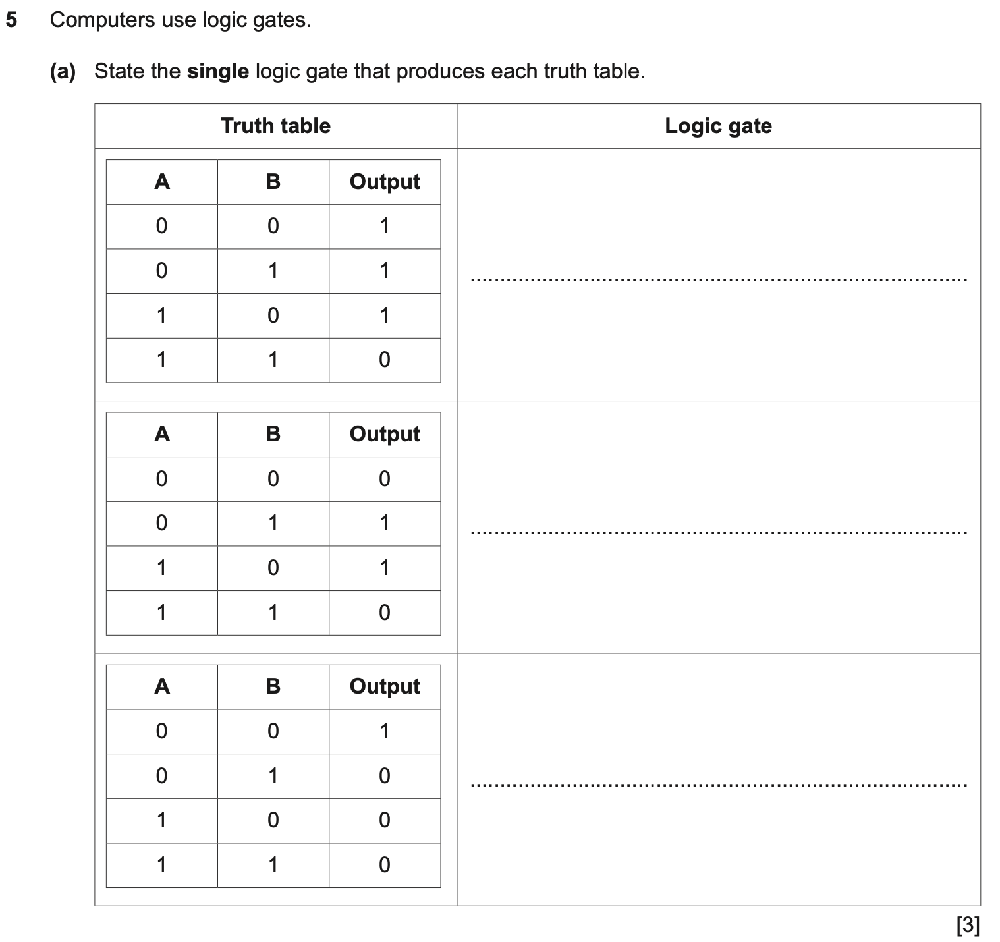 5 Computers use logic gates.
(a) State the single logic gate that produces each truth table.
Truth table Logic gate
A B Output
0 0 1
0 1 1
1 0 1
1 1 0
................................................................................
A B Output
0 0 0
0 1 1
1 0 1
1 1 0
................................................................................
A B Output
0 0 1
0 1 0
1 0 0
1 1 0
................................................................................
[3]